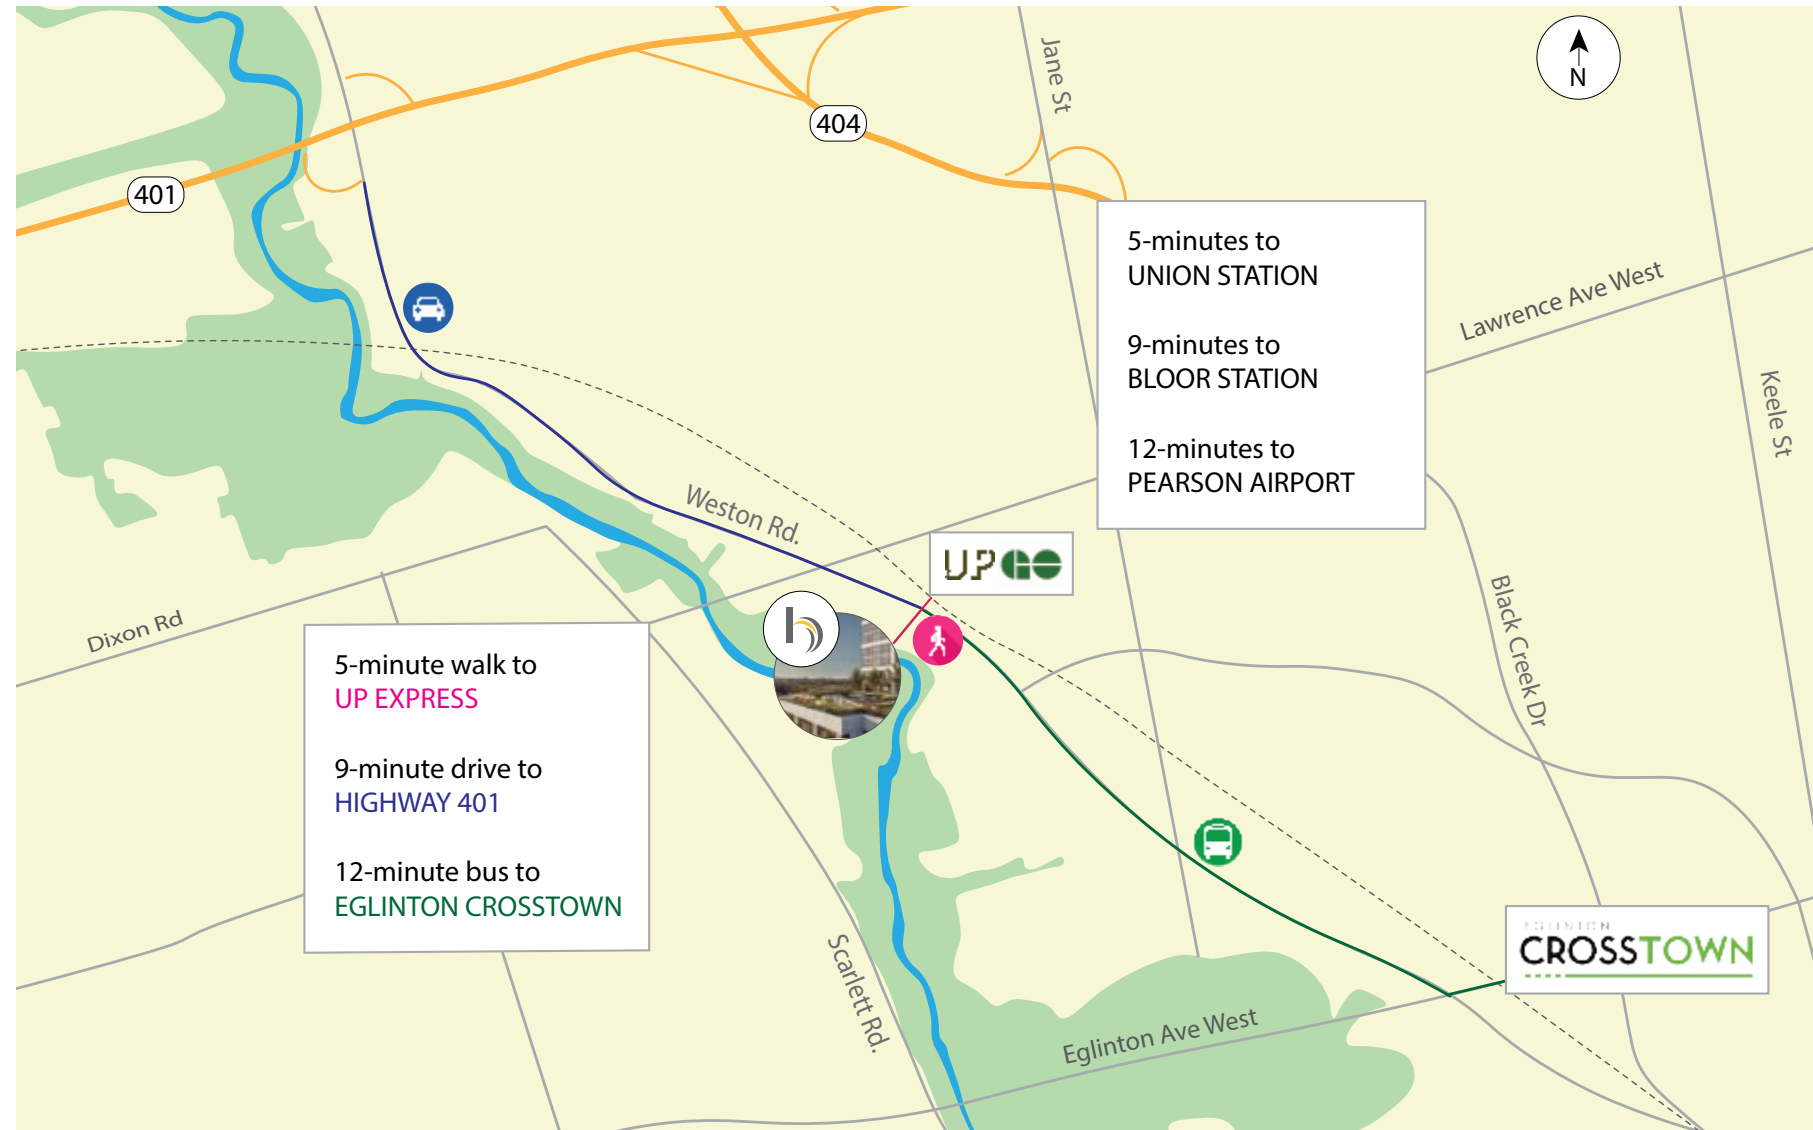 Jane St
N
404
401
5-minutes to
UNION STATION
9-minutes to
BLOOR STATION
12-minutes to
PEARSON AIRPORT
Lawrence Ave West
Keele St
Weston Rd.
UP GO
Black Creek Dr
Dixon Rd
h
5-minute walk to
UP EXPRESS
9-minute drive to
HIGHWAY 401
12-minute bus to
EGLINTON CROSSTOWN
EGLINTON
CROSSTOWN
Scarlett Rd.
Eglinton Ave West